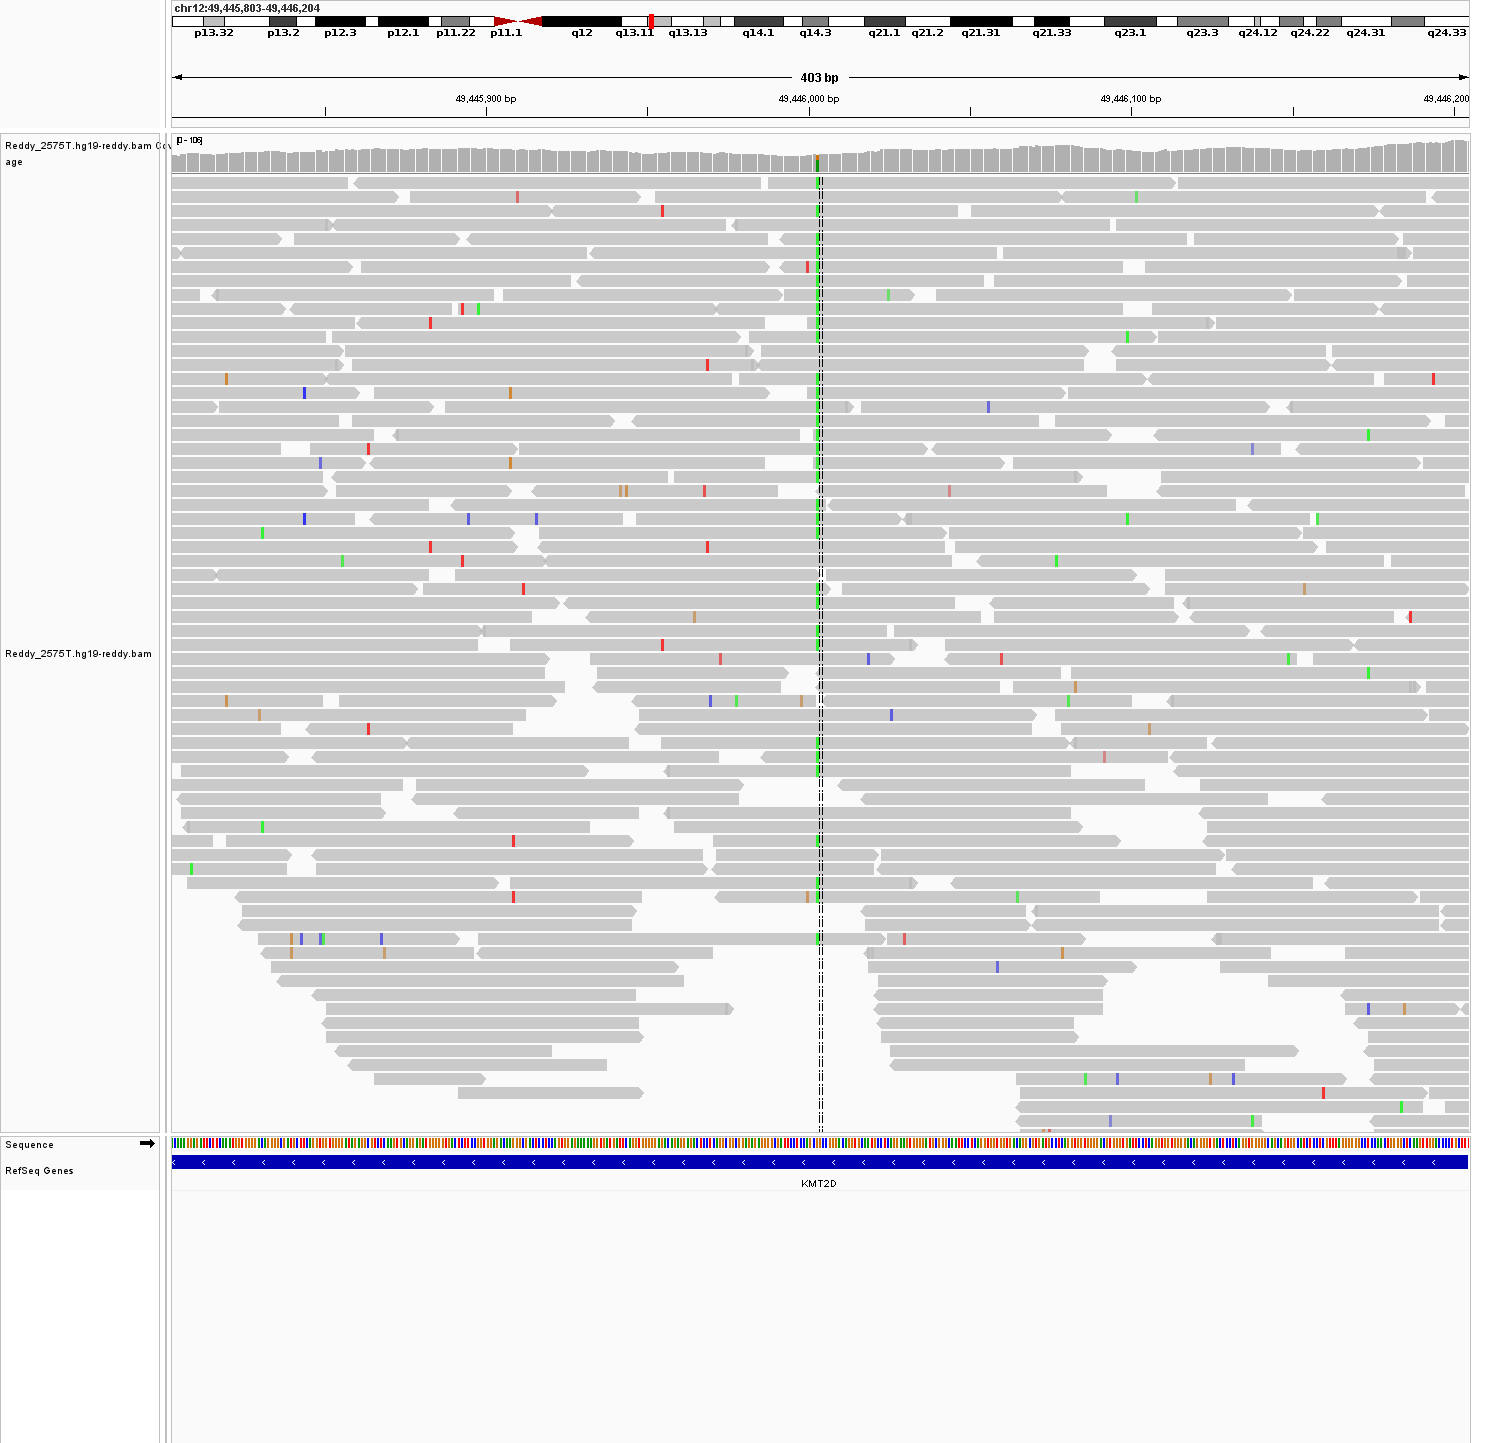 chr12:49,445,803-49,446,204
p13.32 p13.2 p12.3 p12.1 p11.22 p11.1 q12 q13.11 q13.13 q14.1 q14.3 q21.1 q21.2 q21.31 q21.33 q23.1 q23.3 q24.12 q24.22 q24.31 q24.33
403 bp
49,445,900 bp 49,446,000 bp 49,446,100 bp 49,446,200
[0 - 106]
Reddy_2575T.hg19-reddy.bam Cov
age
Reddy_2575T.hg19-reddy.bam
Sequence
RefSeq Genes
KMT2D